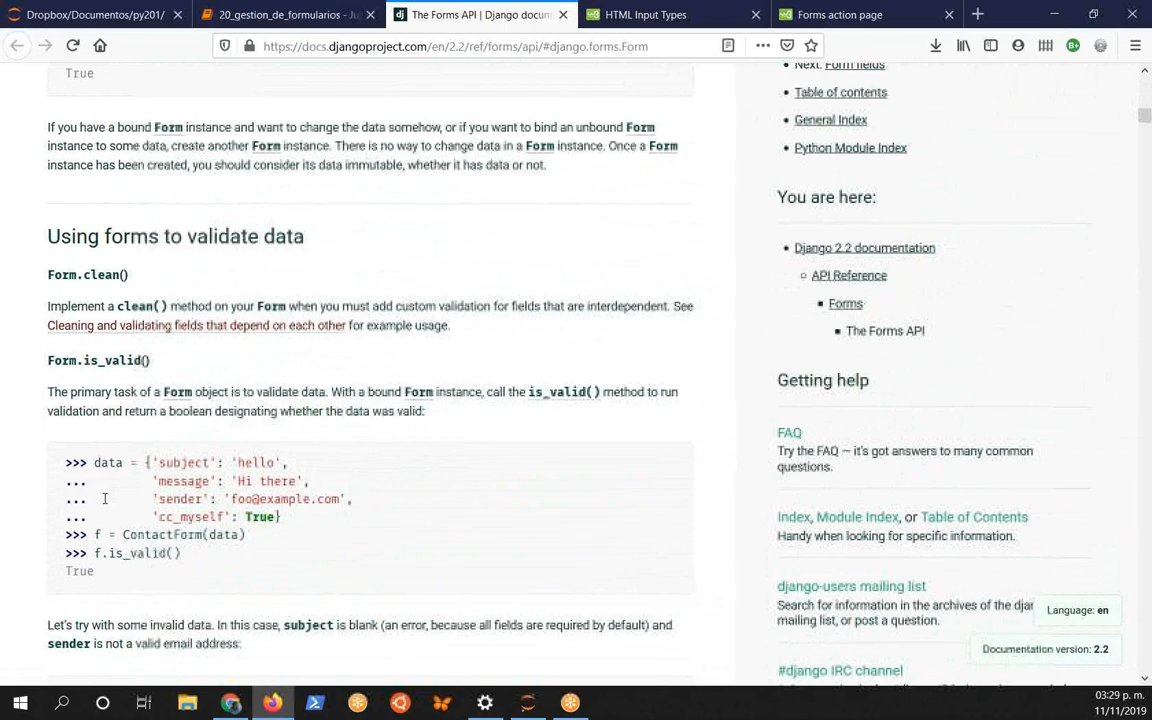 Dropbox/Documentos/py201/
20_gestion_de_formularios - Ju
The Forms API | Django docum
HTML Input Types
Forms action page
https://docs.djangoproject.com/en/2.2/ref/forms/api/#django.forms.Form
True
If you have a bound Form instance and want to change the data somehow, or if you want to bind an unbound Form
instance to some data, create another Form instance. There is no way to change data in a Form instance. Once a Form
instance has been created, you should consider its data immutable, whether it has data or not.
Using forms to validate data
Form.clean()
Implement a clean() method on your Form when you must add custom validation for fields that are interdependent. See
Cleaning and validating fields that depend on each other for example usage.
Form.is_valid()
The primary task of a Form object is to validate data. With a bound Form instance, call the is_valid() method to run
validation and return a boolean designating whether the data was valid:
>>> data = {'subject': 'hello',
... 'message': 'Hi there',
... 'sender': 'foo@example.com',
... 'cc_myself': True}
>>> f = ContactForm(data)
>>> f.is_valid()
True
Let's try with some invalid data. In this case, subject is blank (an error, because all fields are required by default) and
sender is not a valid email address:
Next: Form fields
Table of contents
General Index
Python Module Index
You are here:
Django 2.2 documentation
API Reference
Forms
The Forms API
Getting help
FAQ
Try the FAQ — it's got answers to many common
questions.
Index, Module Index, or Table of Contents
Handy when looking for specific information.
django-users mailing list
Search for information in the archives of the djan
mailing list, or post a question.
#django IRC channel
Language: en
Documentation version: 2.2
03:29 p. m.
11/11/2019